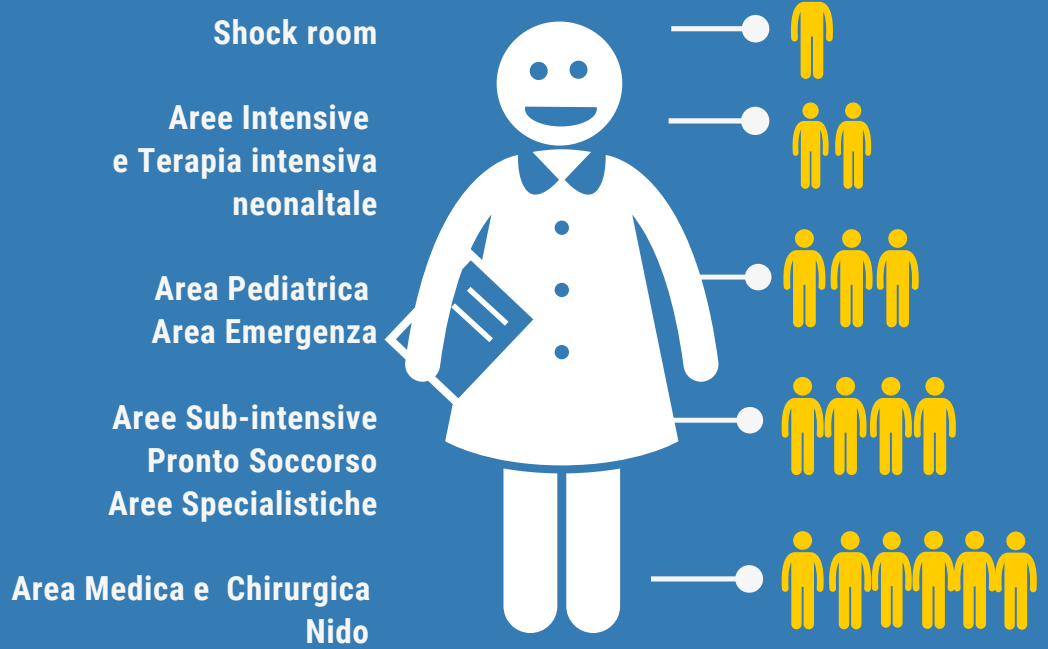 Shock room
Aree Intensive
e Terapia intensiva
neonaltale
Area Pediatrica
Area Emergenza
Aree Sub-intensive
Pronto Soccorso
Aree Specialistiche
Area Medica e Chirurgica
Nido